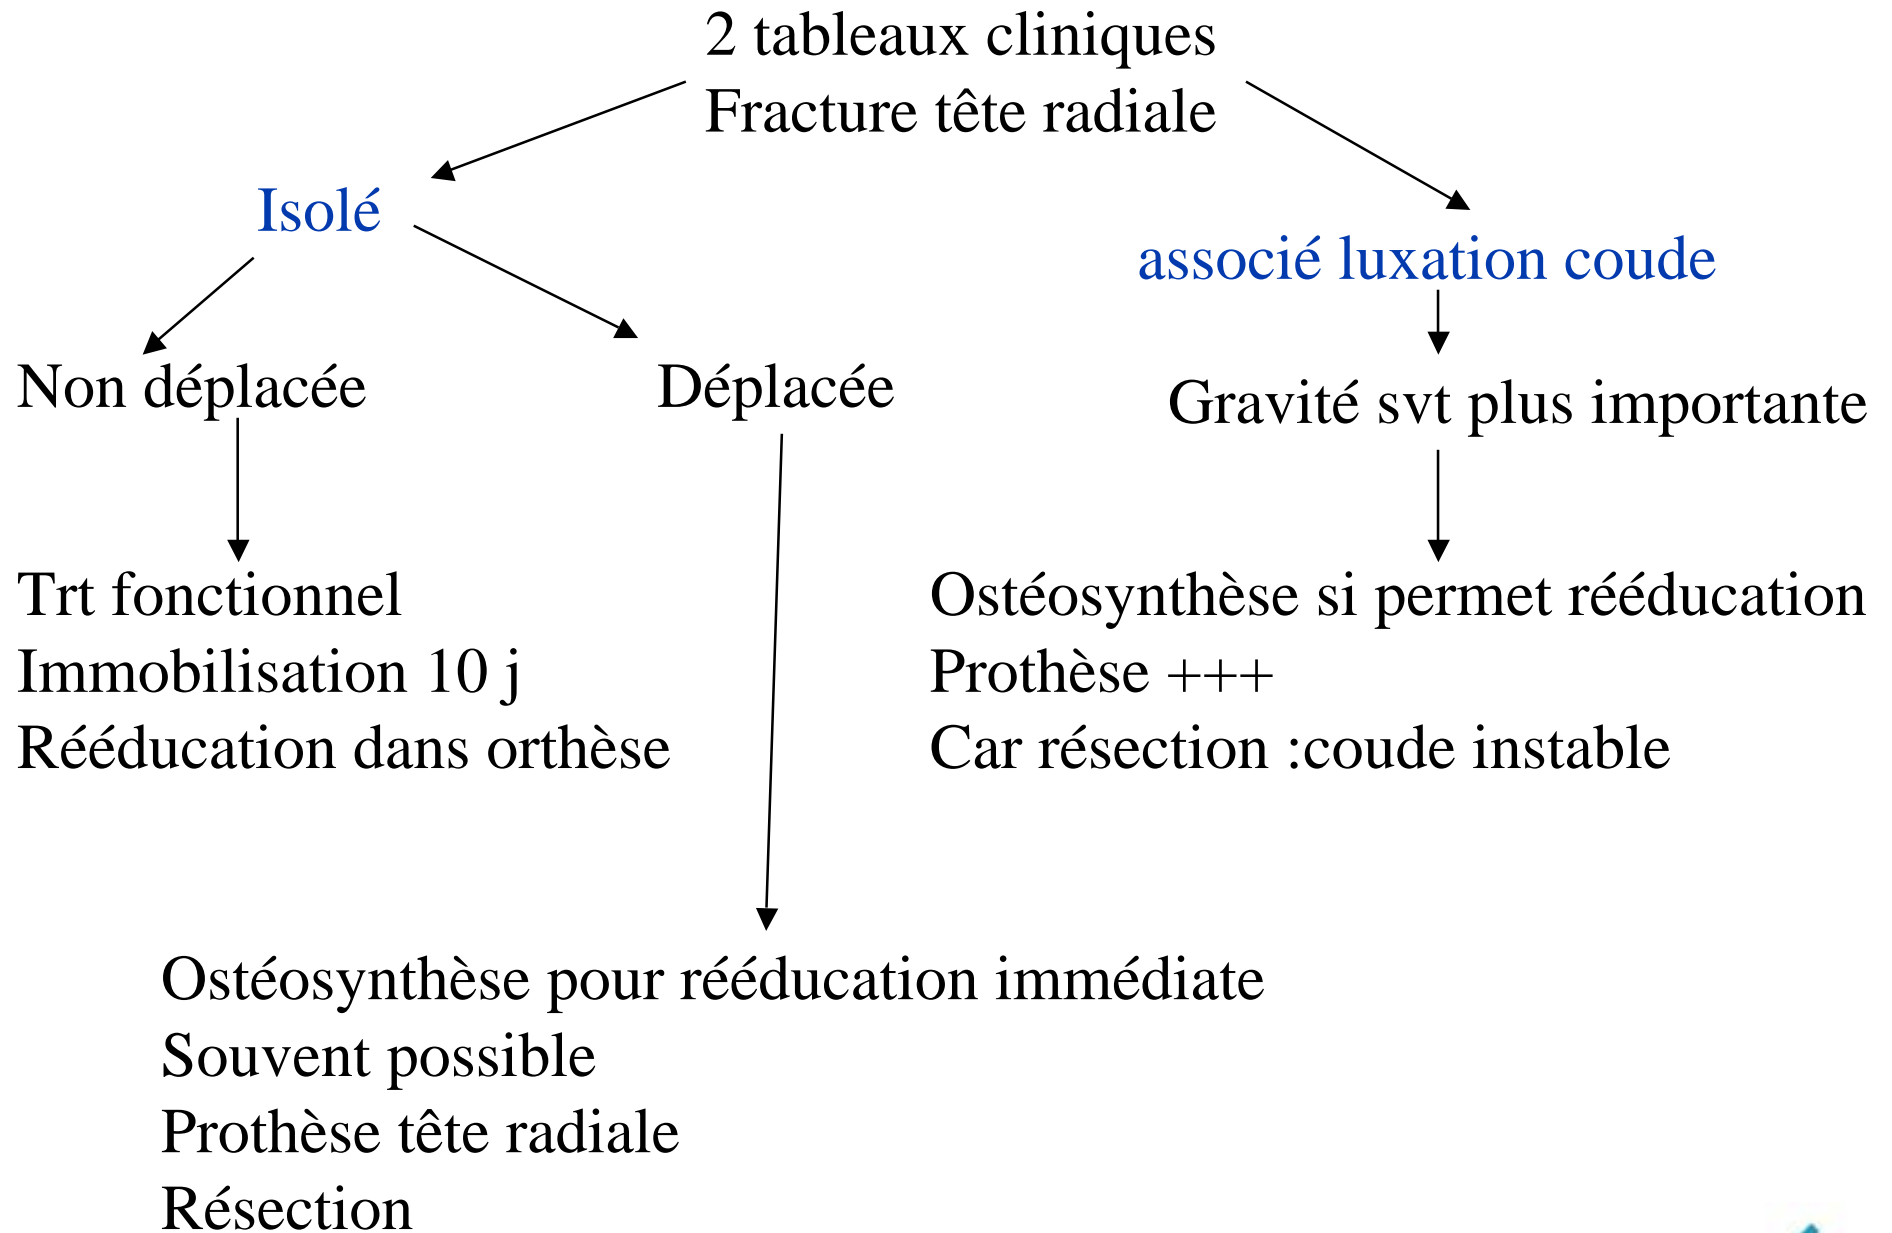 2 tableaux cliniques
Fracture tête radiale
Isolé
associé luxation coude
Non déplacée
Déplacée
Gravité svt plus importante
Trt fonctionnel
Immobilisation 10 j
Rééducation dans orthèse
Ostéosynthèse si permet rééducation
Prothèse +++
Car résection :coude instable
Ostéosynthèse pour rééducation immédiate
Souvent possible
Prothèse tête radiale
Résection